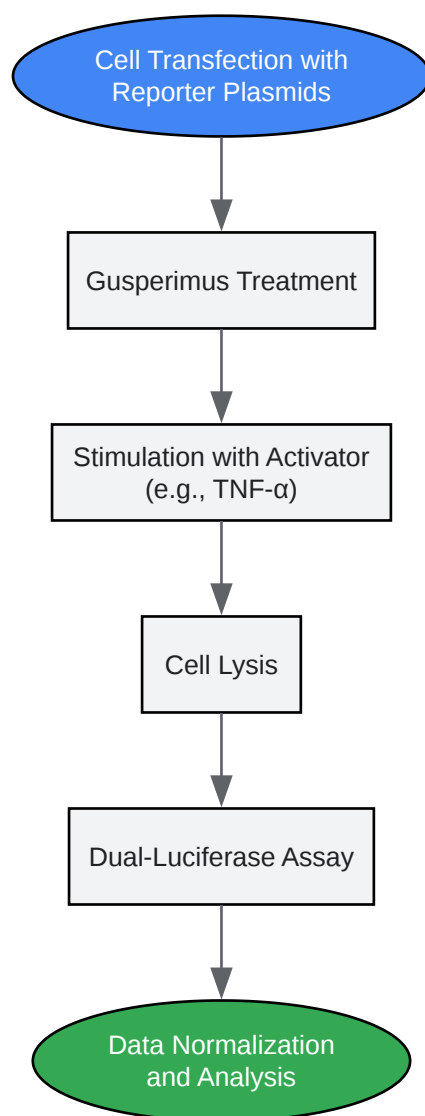 Cell Transfection with
Reporter Plasmids
Gusperimus Treatment
Stimulation with Activator
(e.g., TNF-α)
Cell Lysis
Dual-Luciferase Assay
Data Normalization
and Analysis